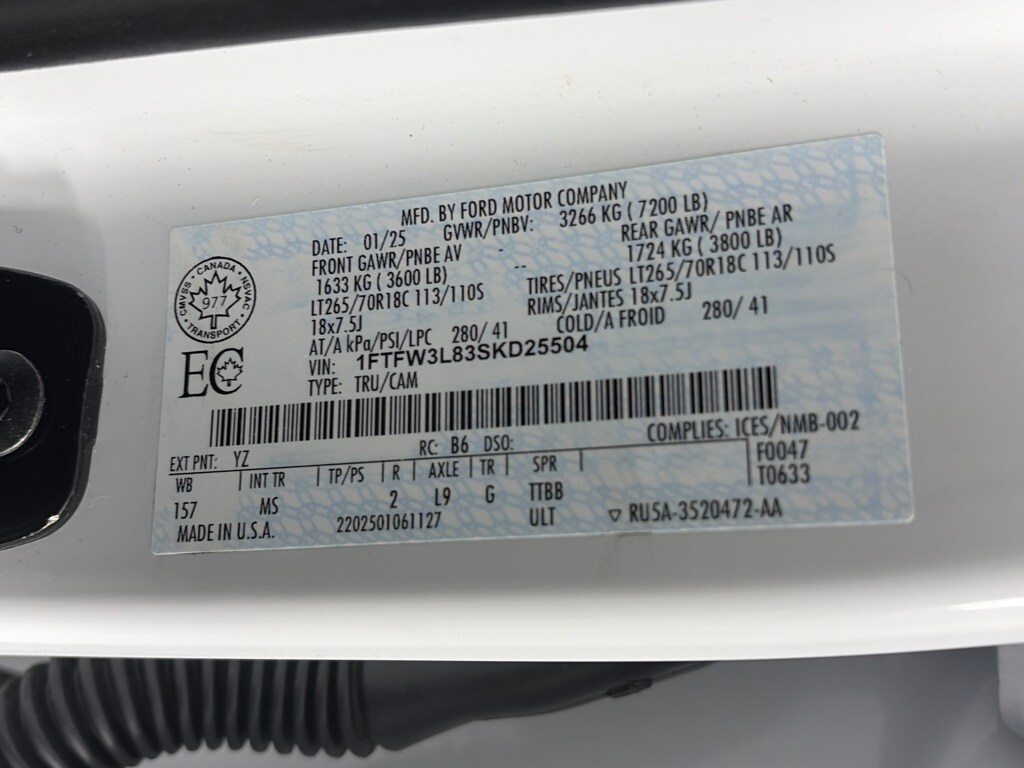 MFD. BY FORD MOTOR COMPANY
DATE: 01/25 GVWR/PNBV: 3266 KG ( 7200 LB)
FRONT GAWR/PNBE AV - REAR GAWR/ PNBE AR
1633 KG ( 3600 LB) -- 1724 KG ( 3800 LB)
LT265/70R18C 113/110S TIRES/PNEUS LT265/70R18C 113/110S
18x7.5J RIMS/JANTES 18x7.5J
AT/A kPa/PSI/LPC 280/ 41 COLD/A FROID 280/ 41
VIN: 1FTFW3L83SKD25504
TYPE: TRU/CAM
CANADA
CMVSS
NSVAC
977
TRANSPORT
EC
COMPLIES: ICES/NMB-002
EXT PNT: YZ RC: B6 DSO: F0047
WB INT TR TP/PS R AXLE TR SPR T0633
157 MS 2 L9 G TTBB
MADE IN U.S.A. 2202501061127 ULT RU5A-3520472-AA